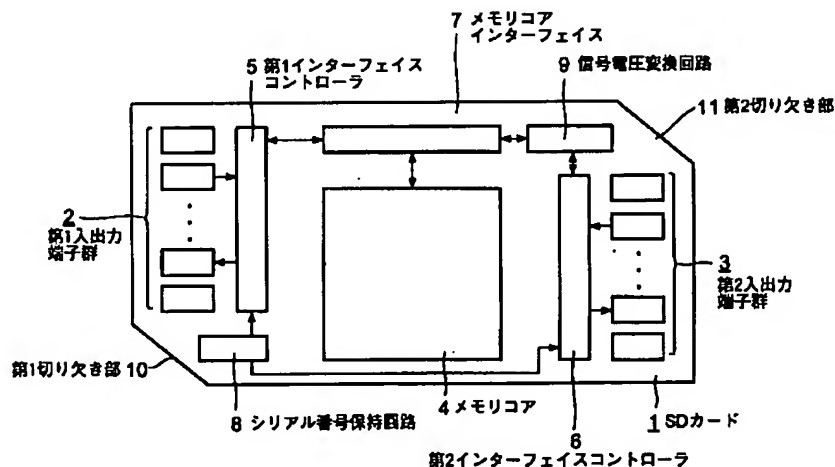 7 メモリコア
インターフェイス
5 第1インターフェイス
コントローラ
9 信号電圧変換回路
11 第2切り欠き部
2
第1入出力
端子群
3
第2入出力
端子群
第1切り欠き部 10
8 シリアル番号保持回路
4 メモリコア
6
第2インターフェイスコントローラ
1 SDカード